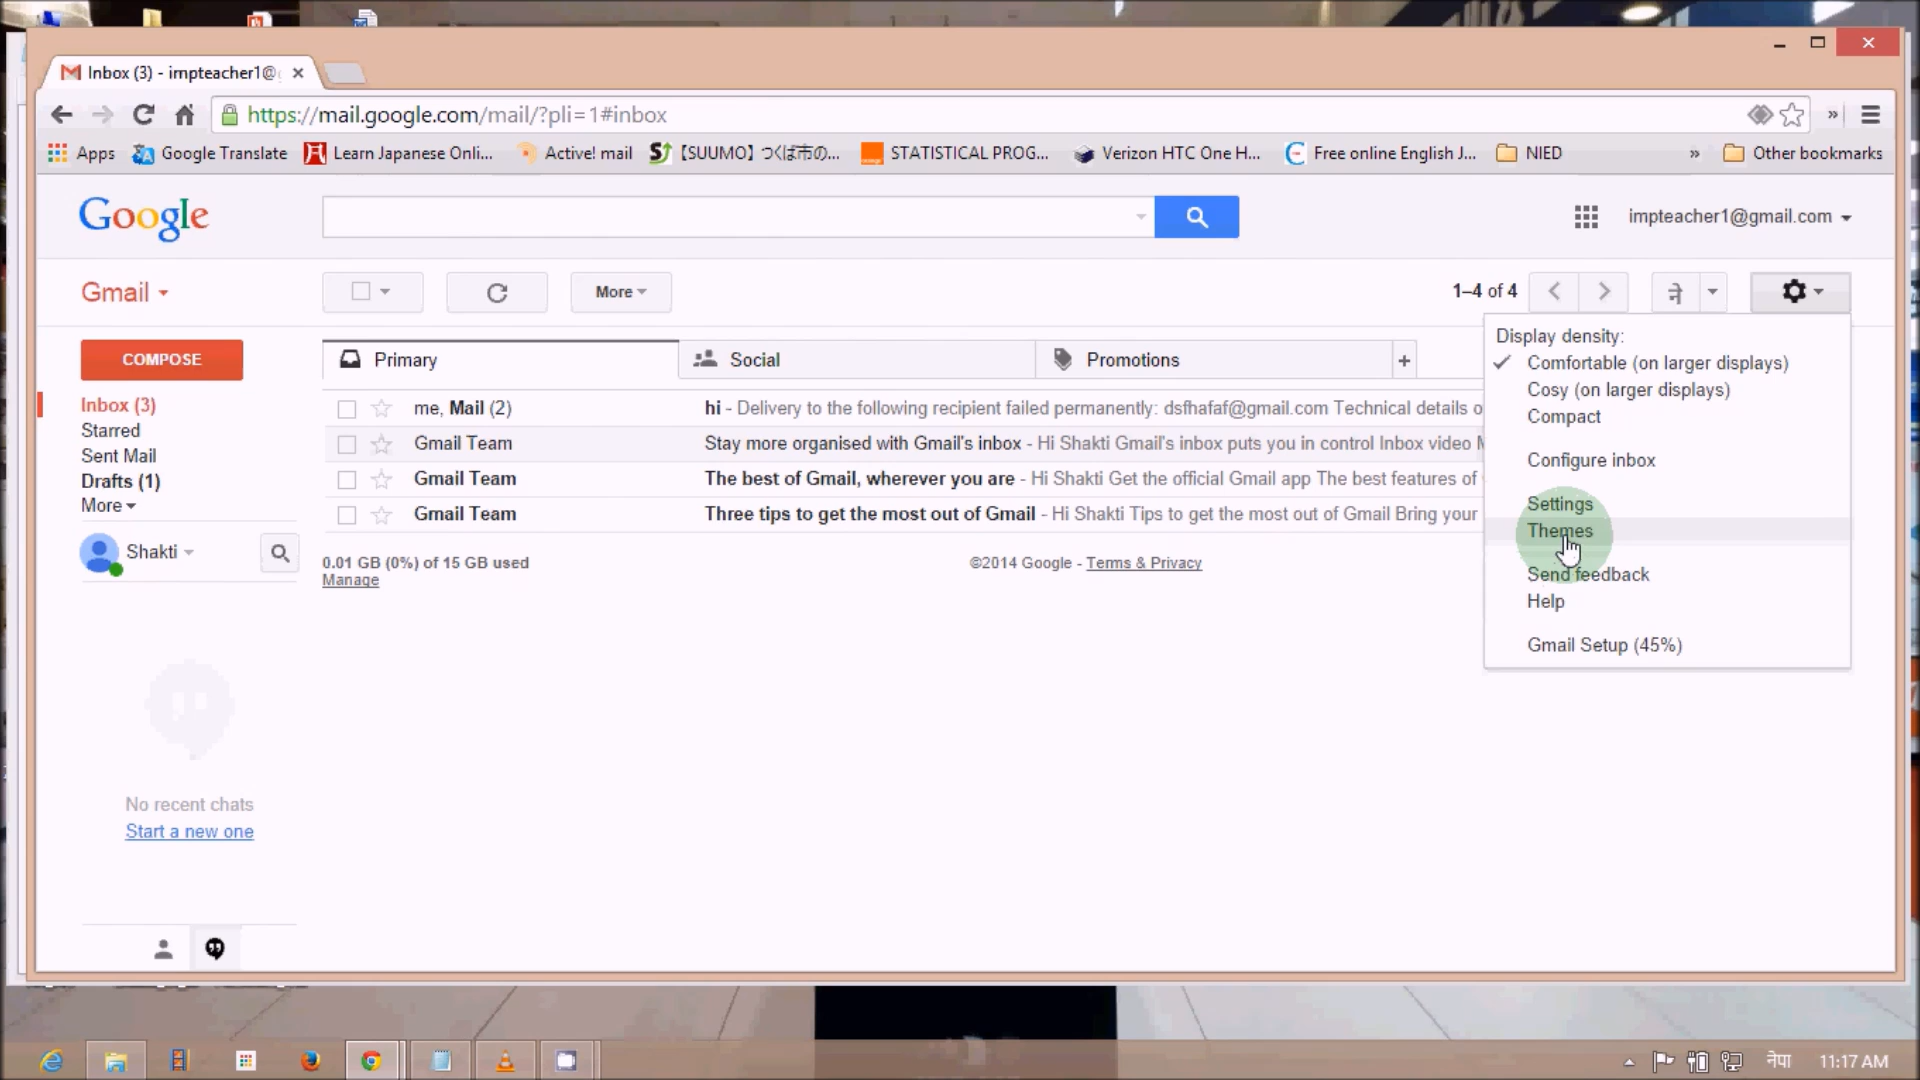 Inbox (3) - impteacher1@
https://mail.google.com/mail/?pli=1#inbox
»
Apps Google Translate Learn Japanese Onli... Active! mail 【SUUMO】つくば市の... STATISTICAL PROG... Verizon HTC One H... Free online English J... NIED » Other bookmarks
Google
impteacher1@gmail.com
Gmail
More
1–4 of 4
ने
Display density:
Comfortable (on larger displays)
Cosy (on larger displays)
Compact
Configure inbox
Settings
Themes
Send feedback
Help
Gmail Setup (45%)
COMPOSE
Primary
Social
Promotions
+
Inbox (3)
Starred
Sent Mail
Drafts (1)
More
Shakti
me, Mail (2) hi - Delivery to the following recipient failed permanently: dsfhafaf@gmail.com Technical details o
Gmail Team Stay more organised with Gmail's inbox - Hi Shakti Gmail's inbox puts you in control Inbox video
Gmail Team The best of Gmail, wherever you are - Hi Shakti Get the official Gmail app The best features of
Gmail Team Three tips to get the most out of Gmail - Hi Shakti Tips to get the most out of Gmail Bring your
0.01 GB (0%) of 15 GB used
Manage
©2014 Google - Terms & Privacy
No recent chats
Start a new one
नेपा
11:17 AM